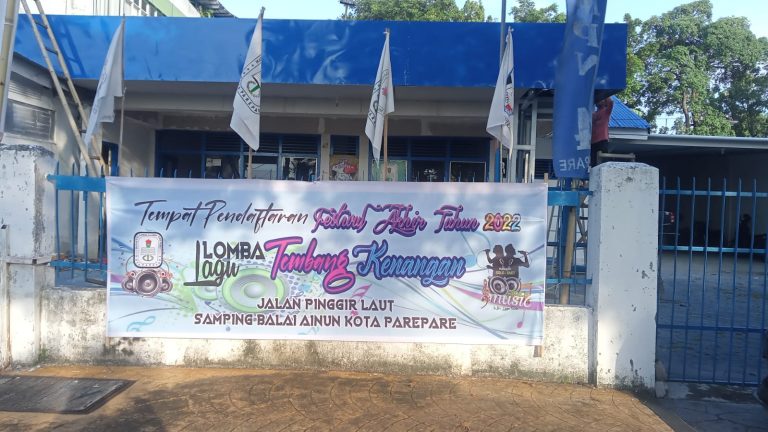 Tempat Pendaftaran Festival Akhir Tahun 2022
LOMBA
Lagu Tembang Kenangan
music
JALAN PINGGIR LAUT
SAMPING BALAI AINUN KOTA PAREPARE